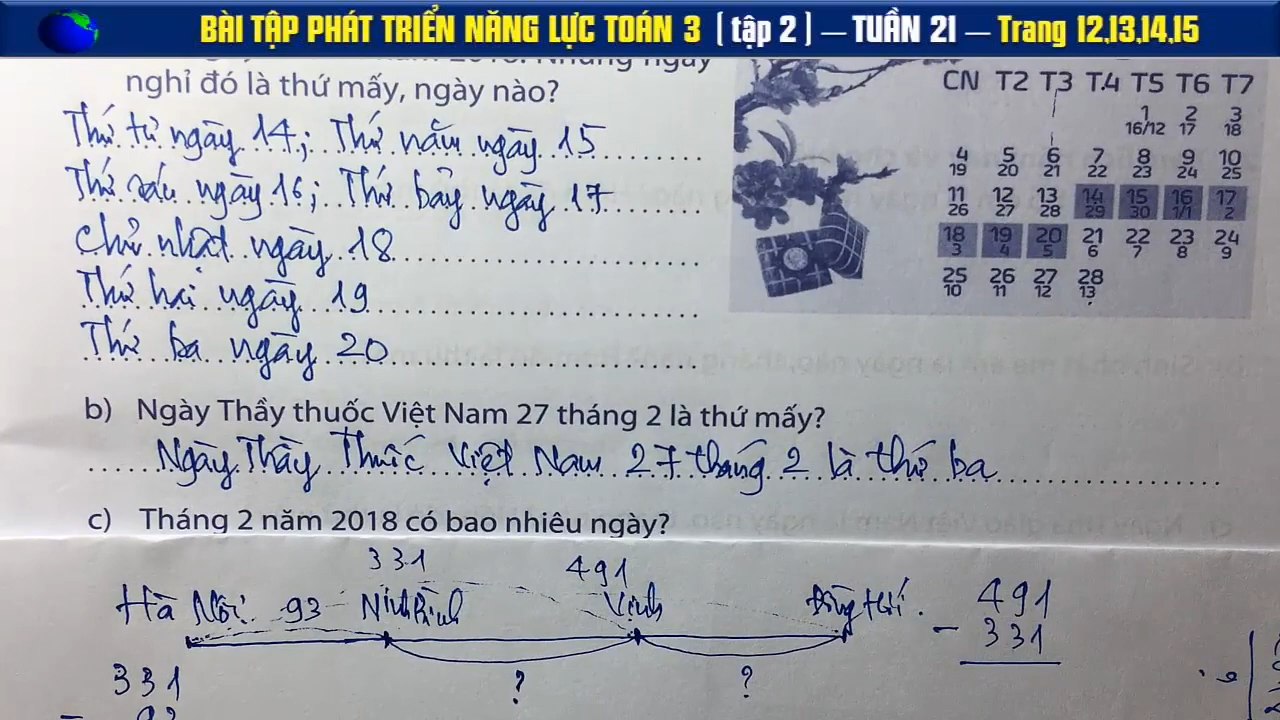 BÀI TẬP PHÁT TRIỂN NĂNG LỰC TOÁN 3 ( tập 2 ) — TUẦN 21 — Trang 12,13,14,15
nghỉ đó là thứ mấy, ngày nào?
Thứ tư ngày 14; Thứ năm ngày 15
Thứ sáu ngày 16; Thứ bảy ngày 17
Chủ nhật ngày 18
Thứ hai ngày 19
Thứ ba ngày 20
CN T2 T3 T4 T5 T6 T7
1 2 3
16/12 17 18
4 5 6 7 8 9 10
19 20 21 22 23 24 25
11 12 13 14 15 16 17
26 27 28 29 30 1/1 2
18 19 20 21 22 23 24
3 4 5 6 7 8 9
25 26 27 28
10 11 12 13
b) Ngày Thầy thuốc Việt Nam 27 tháng 2 là thứ mấy?
Ngày Thầy Thuốc Việt Nam 27 tháng 2 là thứ ba
c) Tháng 2 năm 2018 có bao nhiêu ngày?
331 491
Hà Nội 93 Ninh Bình Vinh Đồng Hới. 491
- 331
? ?
331